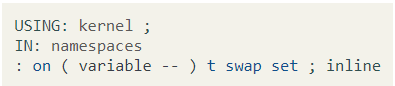 USING: kernel ;
IN: namespaces
: on ( variable -- ) t swap set ; inline